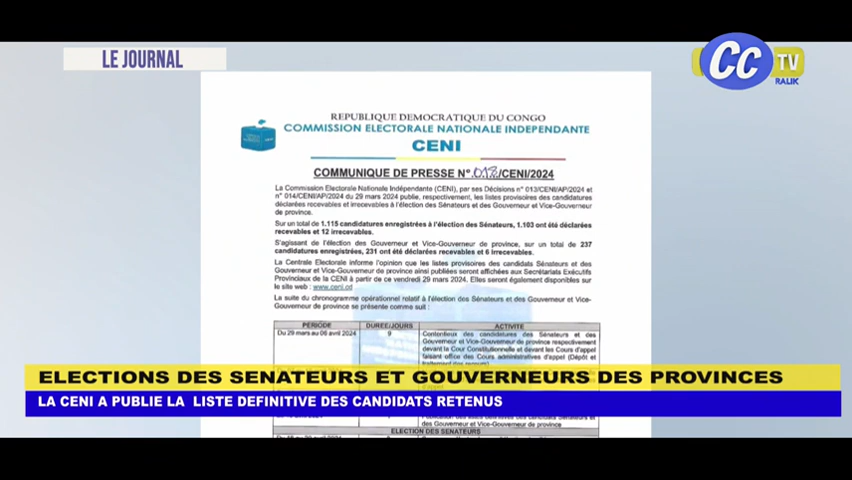 LE JOURNAL
CC TV
RALIK
REPUBLIQUE DEMOCRATIQUE DU CONGO
COMMISSION ELECTORALE NATIONALE INDEPENDANTE
CENI
COMMUNIQUE DE PRESSE N°.018/CENI/2024
La Commission Electorale Nationale Indépendante (CENI), par ses Décisions n° 013/CENI/AP/2024 et
n° 014/CENI/AP/2024 du 29 mars 2024 publie, respectivement, les listes provisoires des candidatures
déclarées recevables et irrecevables à l'élection des Sénateurs et des Gouverneur et Vice-Gouverneur
de province.
Sur un total de 1.115 candidatures enregistrées à l'élection des Sénateurs, 1.103 ont été déclarées
recevables et 12 irrecevables.
S'agissant de l'élection des Gouverneur et Vice-Gouverneur de province, sur un total de 237
candidatures enregistrées, 231 ont été déclarées recevables et 6 irrecevables.
La Centrale Electorale informe l'opinion que les listes provisoires des candidats Sénateurs et des
Gouverneur et Vice-Gouverneur de province ainsi publiées seront affichées aux Secrétariats Exécutifs
Provinciaux de la CENI à partir de ce vendredi 29 mars 2024. Elles seront également disponibles sur
le site web : www.ceni.cd
La suite du chronogramme opérationnel relatif à l'élection des Sénateurs et des Gouverneur et Vice-
Gouverneur de province se présente comme suit :
PERIODE DUREE/JOURS ACTIVITE
Du 29 mars au 06 avril 2024 9 Contentieux des candidatures des Sénateurs et des
Gouverneur et Vice-Gouverneur de province respectivement
devant la Cour Constitutionnelle et devant les Cours d'appel
faisant office des Cours administratives d'appel (Dépôt et
ELECTIONS DES SENATEURS ET GOUVERNEURS DES PROVINCES
LA CENI A PUBLIE LA LISTE DEFINITIVE DES CANDIDATS RETENUS
Gouverneur et Vice-Gouverneur de province
ELECTION DES SENATEURS